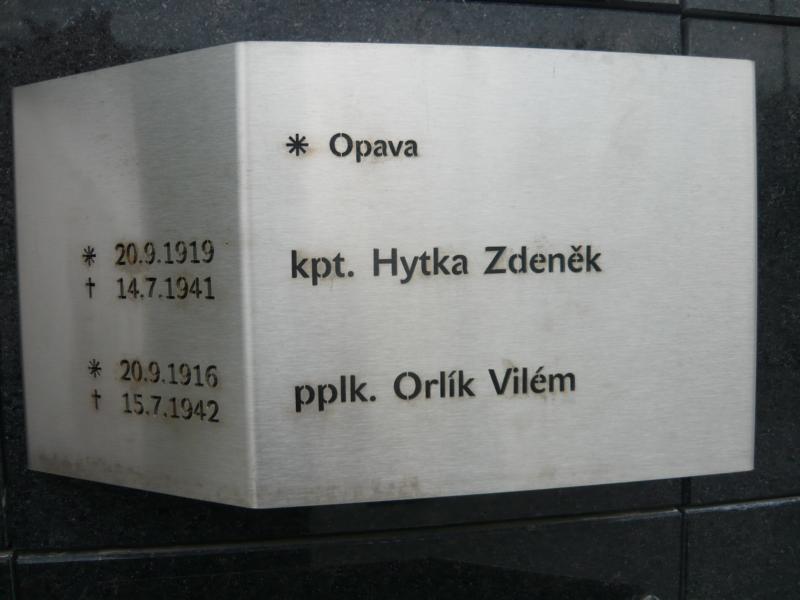 * Opava
* 20.9.1919
† 14.7.1941
kpt. Hytka Zdeněk
* 20.9.1916
† 15.7.1942
pplk. Orlík Vilém